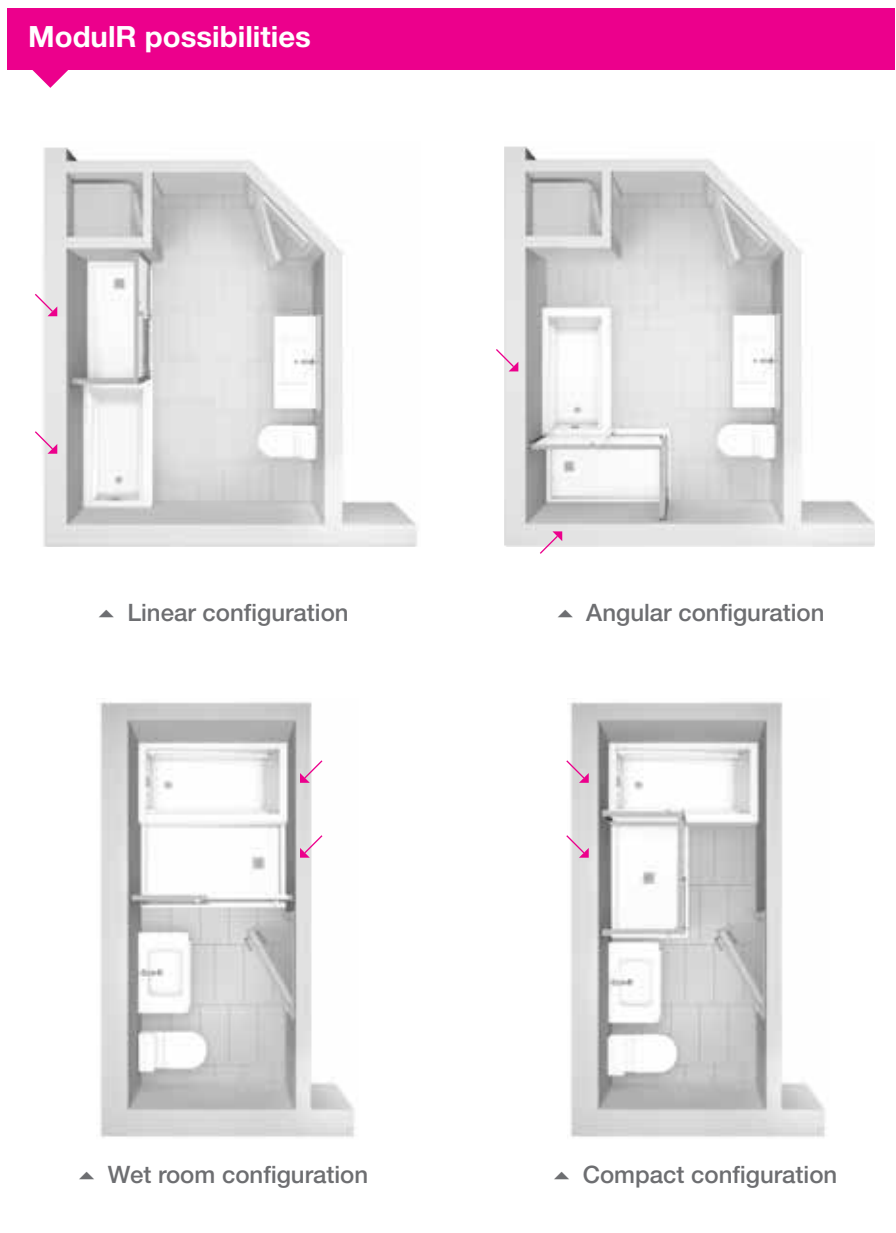 ModulR possibilities
Linear configuration
Angular configuration
Wet room configuration
Compact configuration